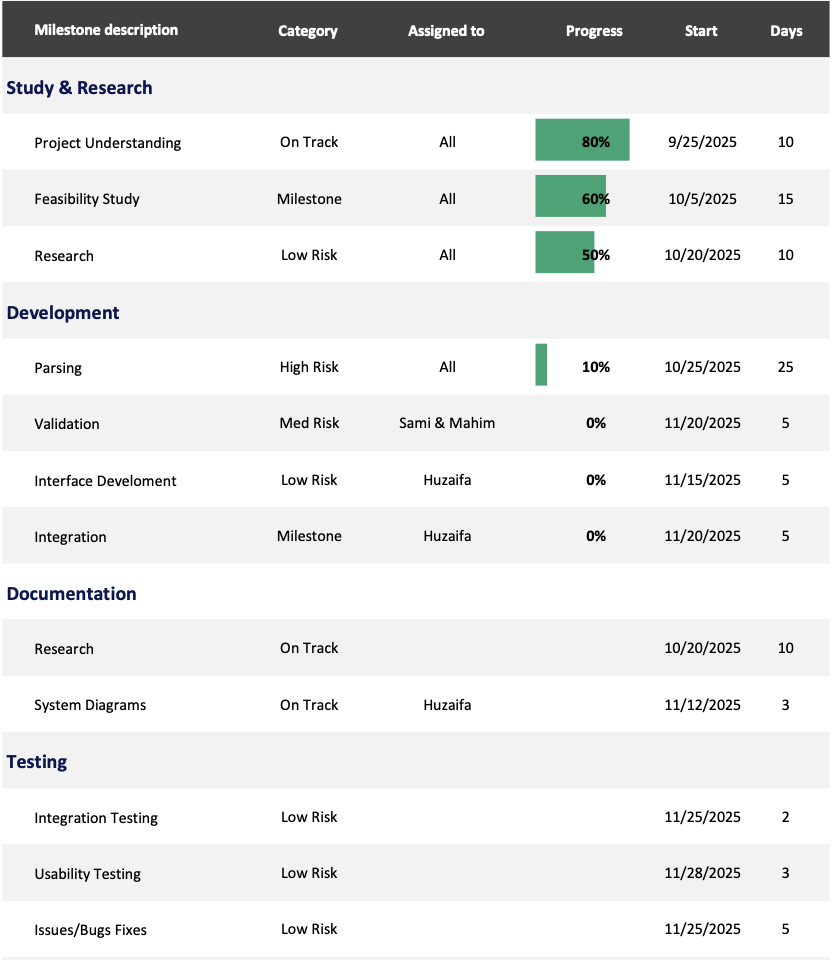 Milestone description Category Assigned to Progress Start Days
Study & Research
Project Understanding On Track All 80% 9/25/2025 10
Feasibility Study Milestone All 60% 10/5/2025 15
Research Low Risk All 50% 10/20/2025 10
Development
Parsing High Risk All 10% 10/25/2025 25
Validation Med Risk Sami & Mahim 0% 11/20/2025 5
Interface Develoment Low Risk Huzaifa 0% 11/15/2025 5
Integration Milestone Huzaifa 0% 11/20/2025 5
Documentation
Research On Track 10/20/2025 10
System Diagrams On Track Huzaifa 11/12/2025 3
Testing
Integration Testing Low Risk 11/25/2025 2
Usability Testing Low Risk 11/28/2025 3
Issues/Bugs Fixes Low Risk 11/25/2025 5